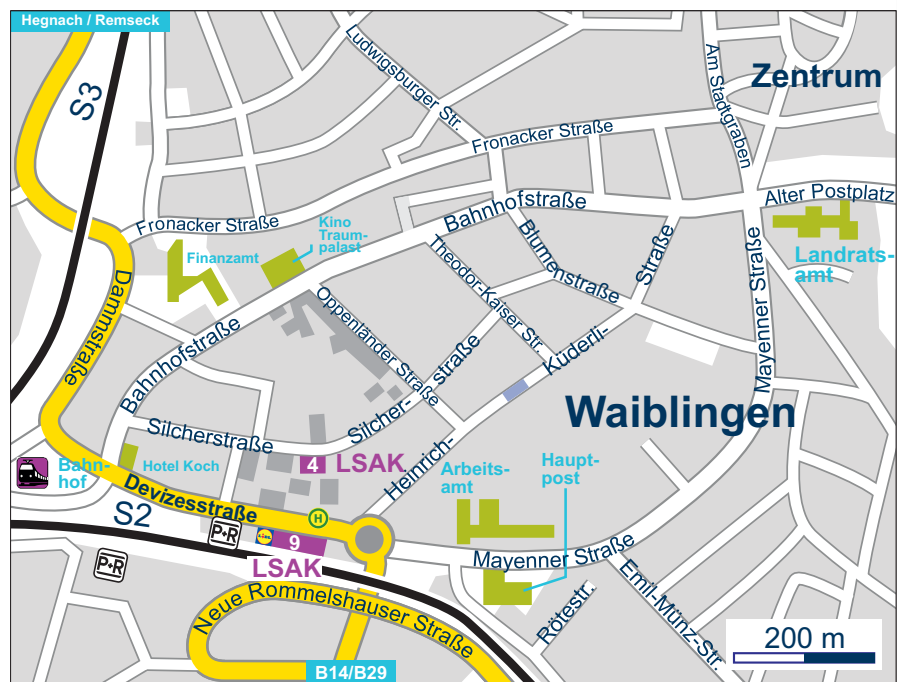 Hegnach / Remseck
S3
Ludwigsburger Str.
Am Stadtgraben
Zentrum
Fronacker Straße
Alter Postplatz
Bahnhofstraße
Fronacker Straße
Kino
Traum-
palast
Finanzamt
Blumenstraße
Straße
Landrats-
amt
Theodor-Kaiser Str.
Mayenner Straße
Dammstraße
Oppenländer Straße
Bahnhofstraße
Küderli-
straße
Silcher-
Waiblingen
Silcherstraße
Heinrich-
4
LSAK
Arbeits-
amt
Haupt-
post
Bahn-
hof
Hotel Koch
Devizesstraße
S2
H
P+R
9
LSAK
P+R
Mayenner Straße
Emil-Münz-Str.
Rötestr.
Neue Rommelshauser Straße
200 m
B14/B29